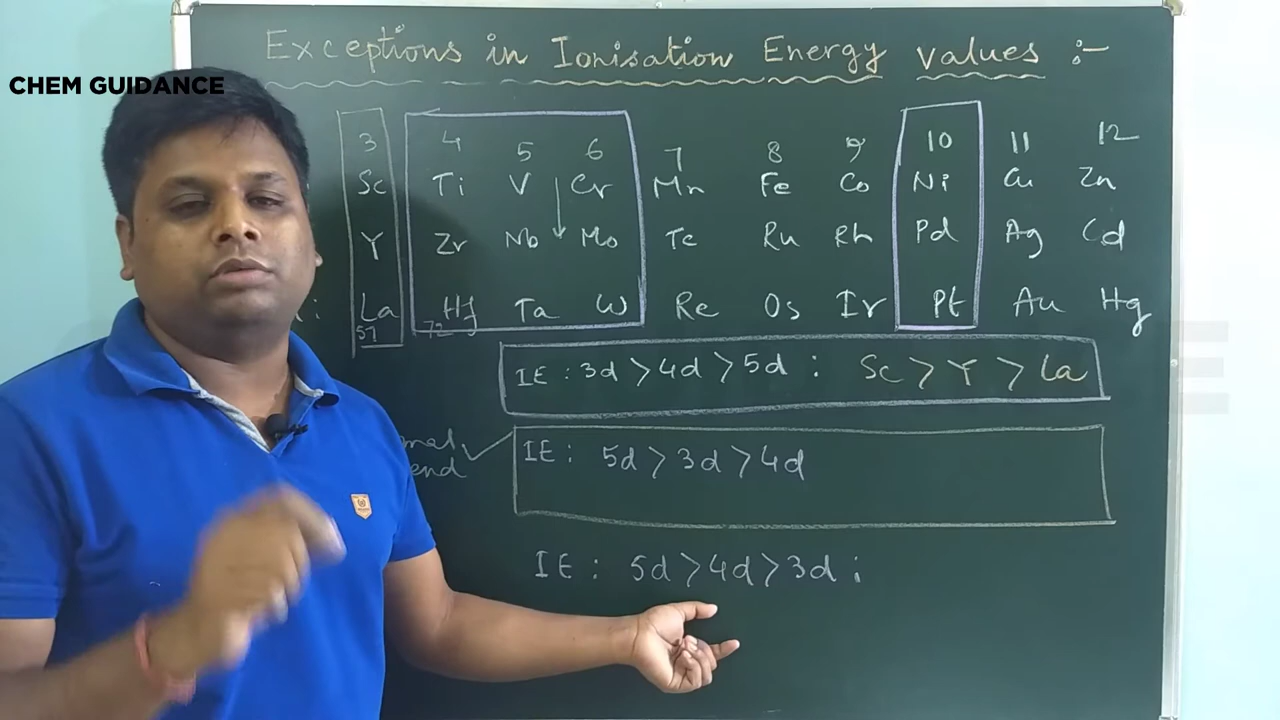 Exceptions in Ionisation Energy values :-
CHEM GUIDANCE
3 4 5 6 7 8 9 10 11 12
Sc Ti V Cr Mn Fe Co Ni Cu Zn
Y Zr Nb Mo Tc Ru Rh Pd Ag Cd
La Hf Ta W Re Os Ir Pt Au Hg
57 72
IE : 3d > 4d > 5d : Sc > Y > La
IE : 5d > 3d > 4d
IE : 5d > 4d > 3d ;